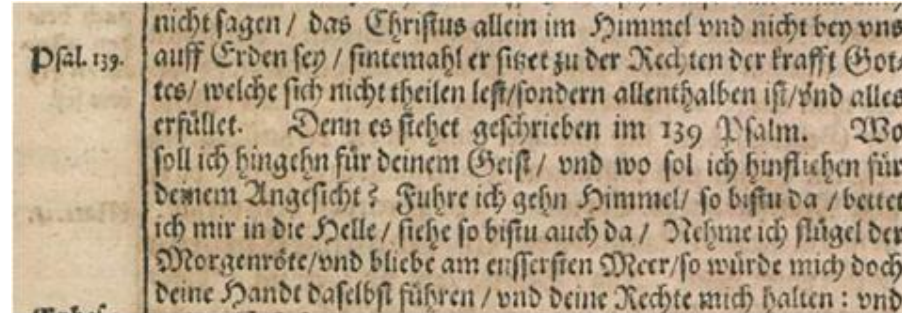 nicht sagen / das Christus allein im Himmel vnd nicht bey vns
Psal. 139.
auff Erden sey / sintemahl er sitzet zu der Rechten der krafft Got-
tes / welche sich nicht theilen lest / sondern allenthalben ist / vnd alles
erfüllet. Denn es stehet geschrieben im 139 Psalm. Wo
soll ich hingehn für deinem Geist / vnd wo sol ich hinfliehen für
deinem Angesicht? Fuhre ich gehn Himmel / so bistu da / bettet
ich mir in die Helle / siehe so bistu auch da / Nehme ich flügel der
Morgenröte / vnd bliebe am eusserften Meer / so würde mich doch
deine Handt daselbst führen / vnd deine Rechte mich halten : vnd